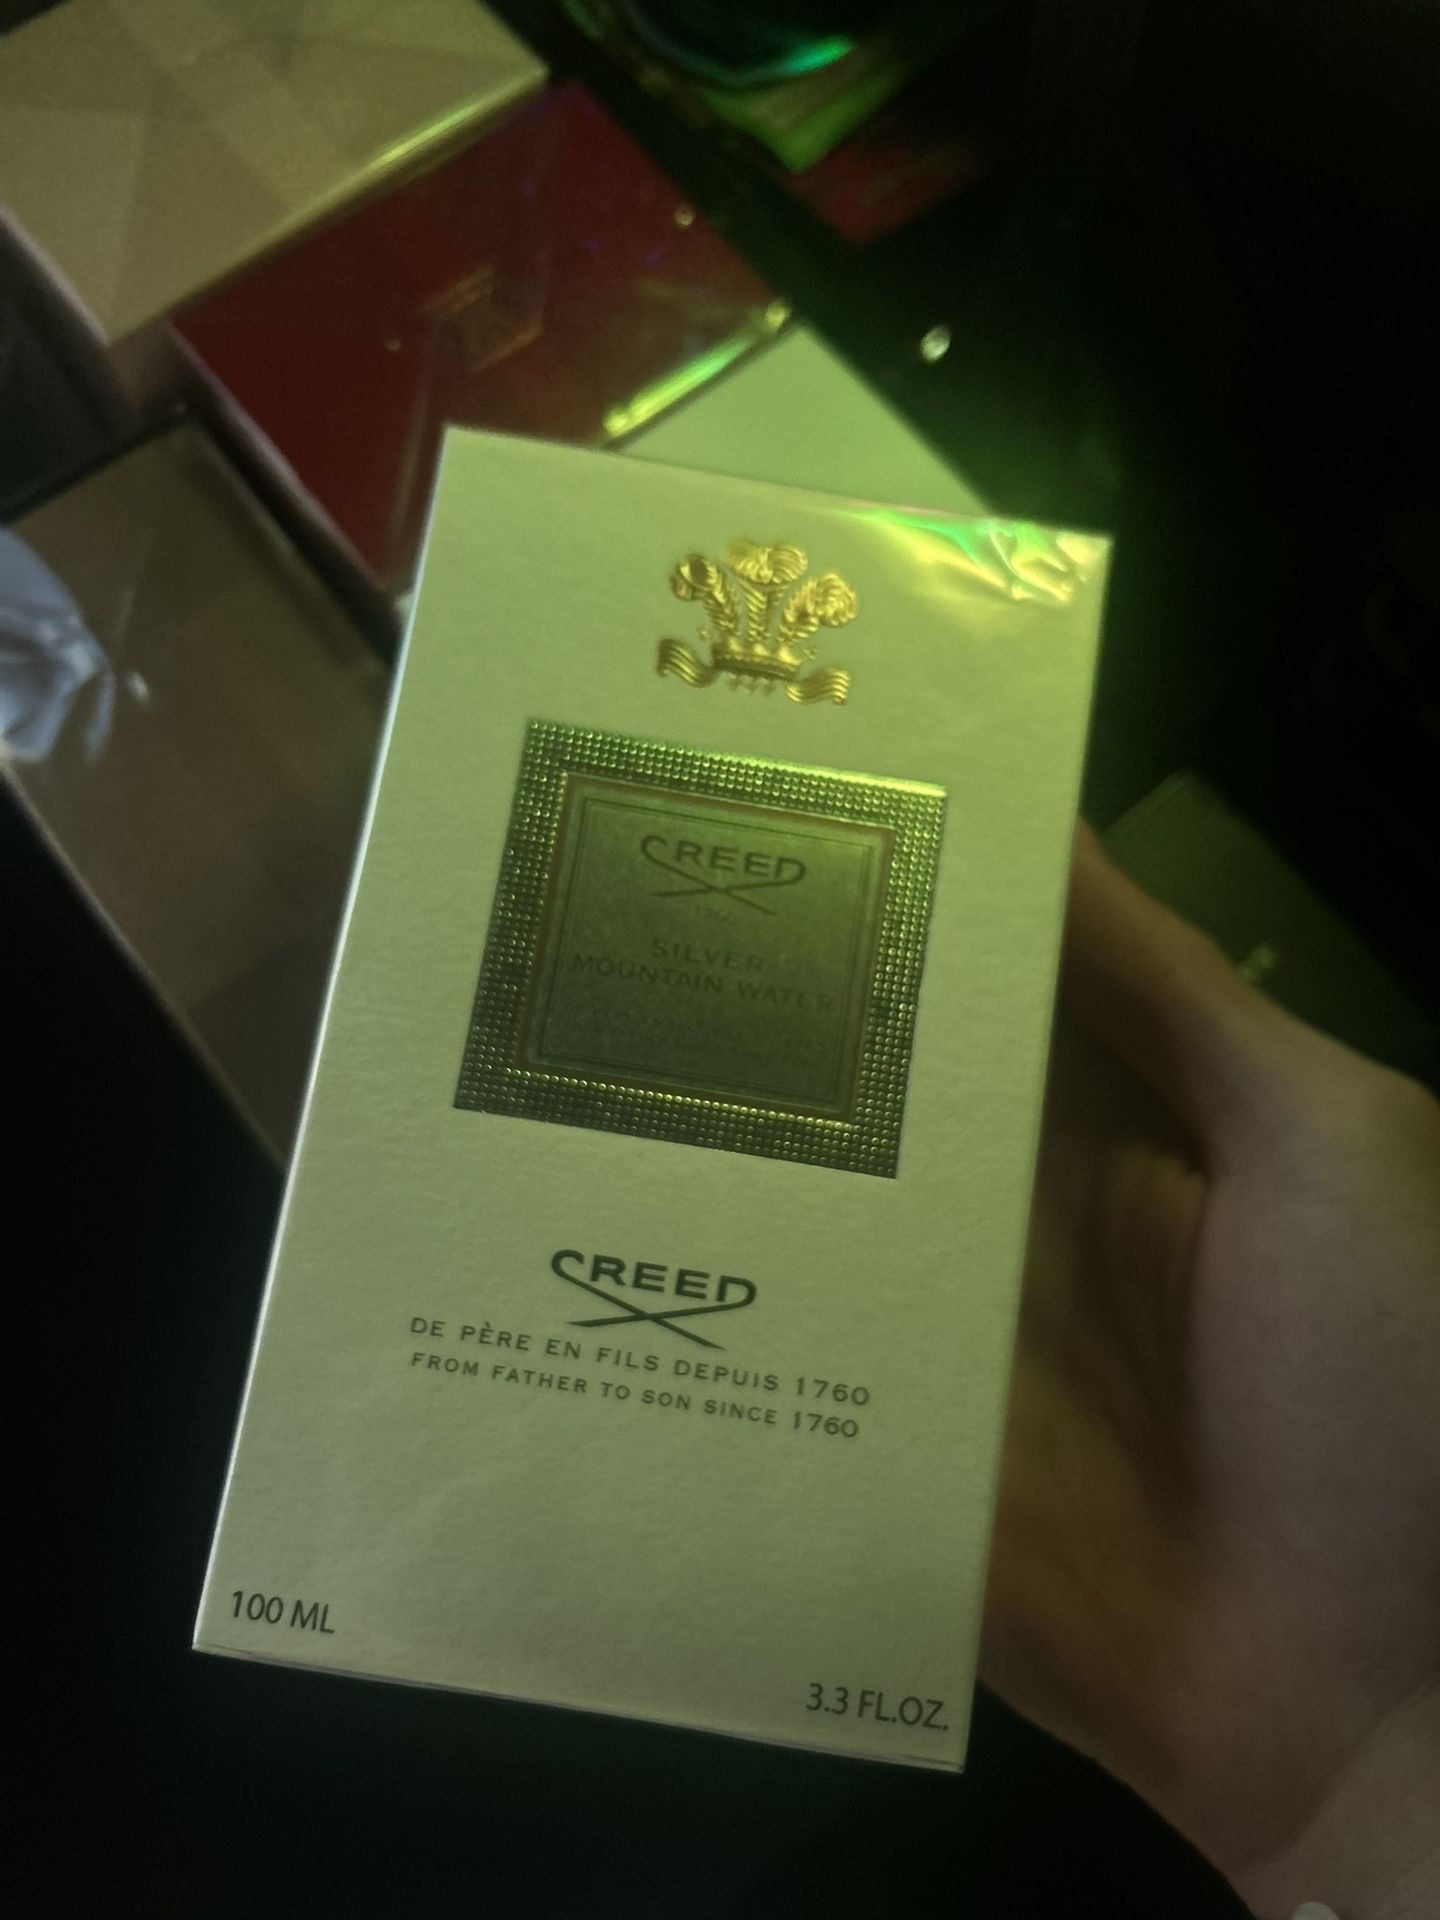 CREED
1760
SILVER
MOUNTAIN WATER
CREED
DE PÈRE EN FILS DEPUIS 1760
FROM FATHER TO SON SINCE 1760
100 ML
3.3 FL.OZ.